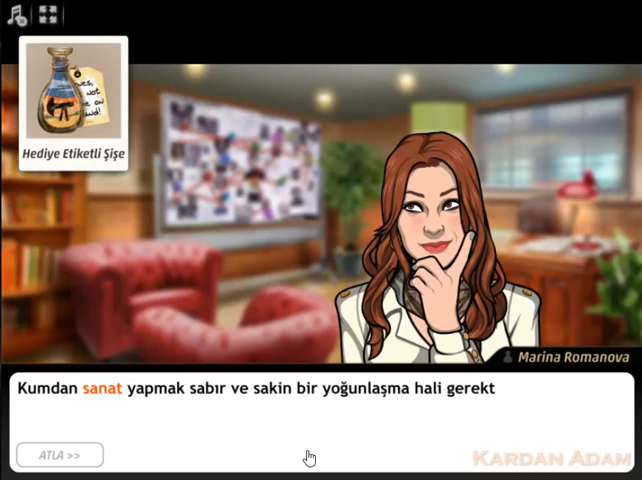 Hediye Etiketli Şişe
Marina Romanova
Kumdan sanat yapmak sabır ve sakin bir yoğunlaşma hali gerekt
ATLA >>
KARDAN ADAM